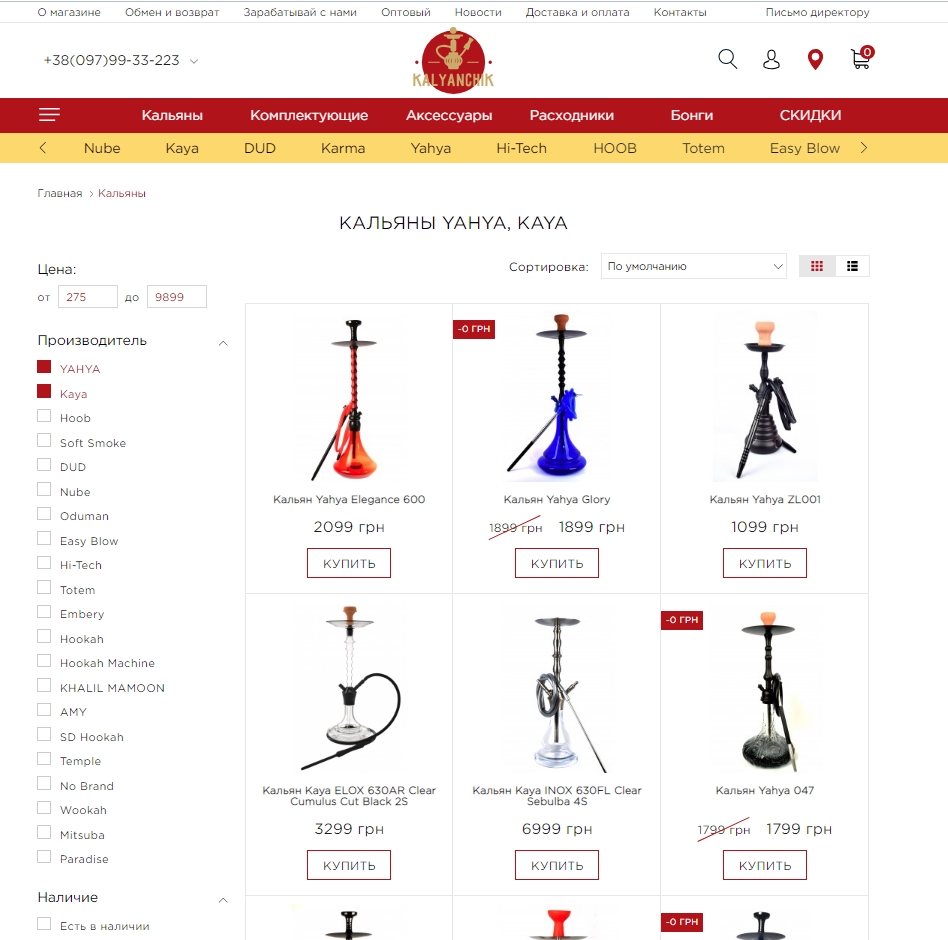 О магазине Обмен и возврат Зарабатывай с нами Оптовый Новости Доставка и оплата Контакты Письмо директору
+38(097)99-33-223
KALYANCHIK
0
Кальяны Комплектующие Аксессуары Расходники Бонги СКИДКИ
Nube Kaya DUD Karma Yahya Hi-Tech HOOB Totem Easy Blow
Главная > Кальяны
КАЛЬЯНЫ YAHYA, KAYA
Сортировка: По умолчанию
Цена:
от 275 до 9899
Производитель
YAHYA
Kaya
Hoob
Soft Smoke
DUD
Nube
Oduman
Easy Blow
Hi-Tech
Totem
Embery
Hookah
Hookah Machine
KHALIL MAMOON
AMY
SD Hookah
Temple
No Brand
Wookah
Mitsuba
Paradise
Наличие
Есть в наличии
Кальян Yahya Elegance 600
2099 грн
КУПИТЬ
-0 ГРН
Кальян Yahya Glory
1899 грн 1899 грн
КУПИТЬ
Кальян Yahya ZL001
1099 грн
КУПИТЬ
Кальян Kaya ELOX 630AR Clear
Cumulus Cut Black 2S
3299 грн
КУПИТЬ
Кальян Kaya INOX 630FL Clear
Sebulba 4S
6999 грн
КУПИТЬ
-0 ГРН
Кальян Yahya 047
1799 грн 1799 грн
КУПИТЬ
-0 ГРН